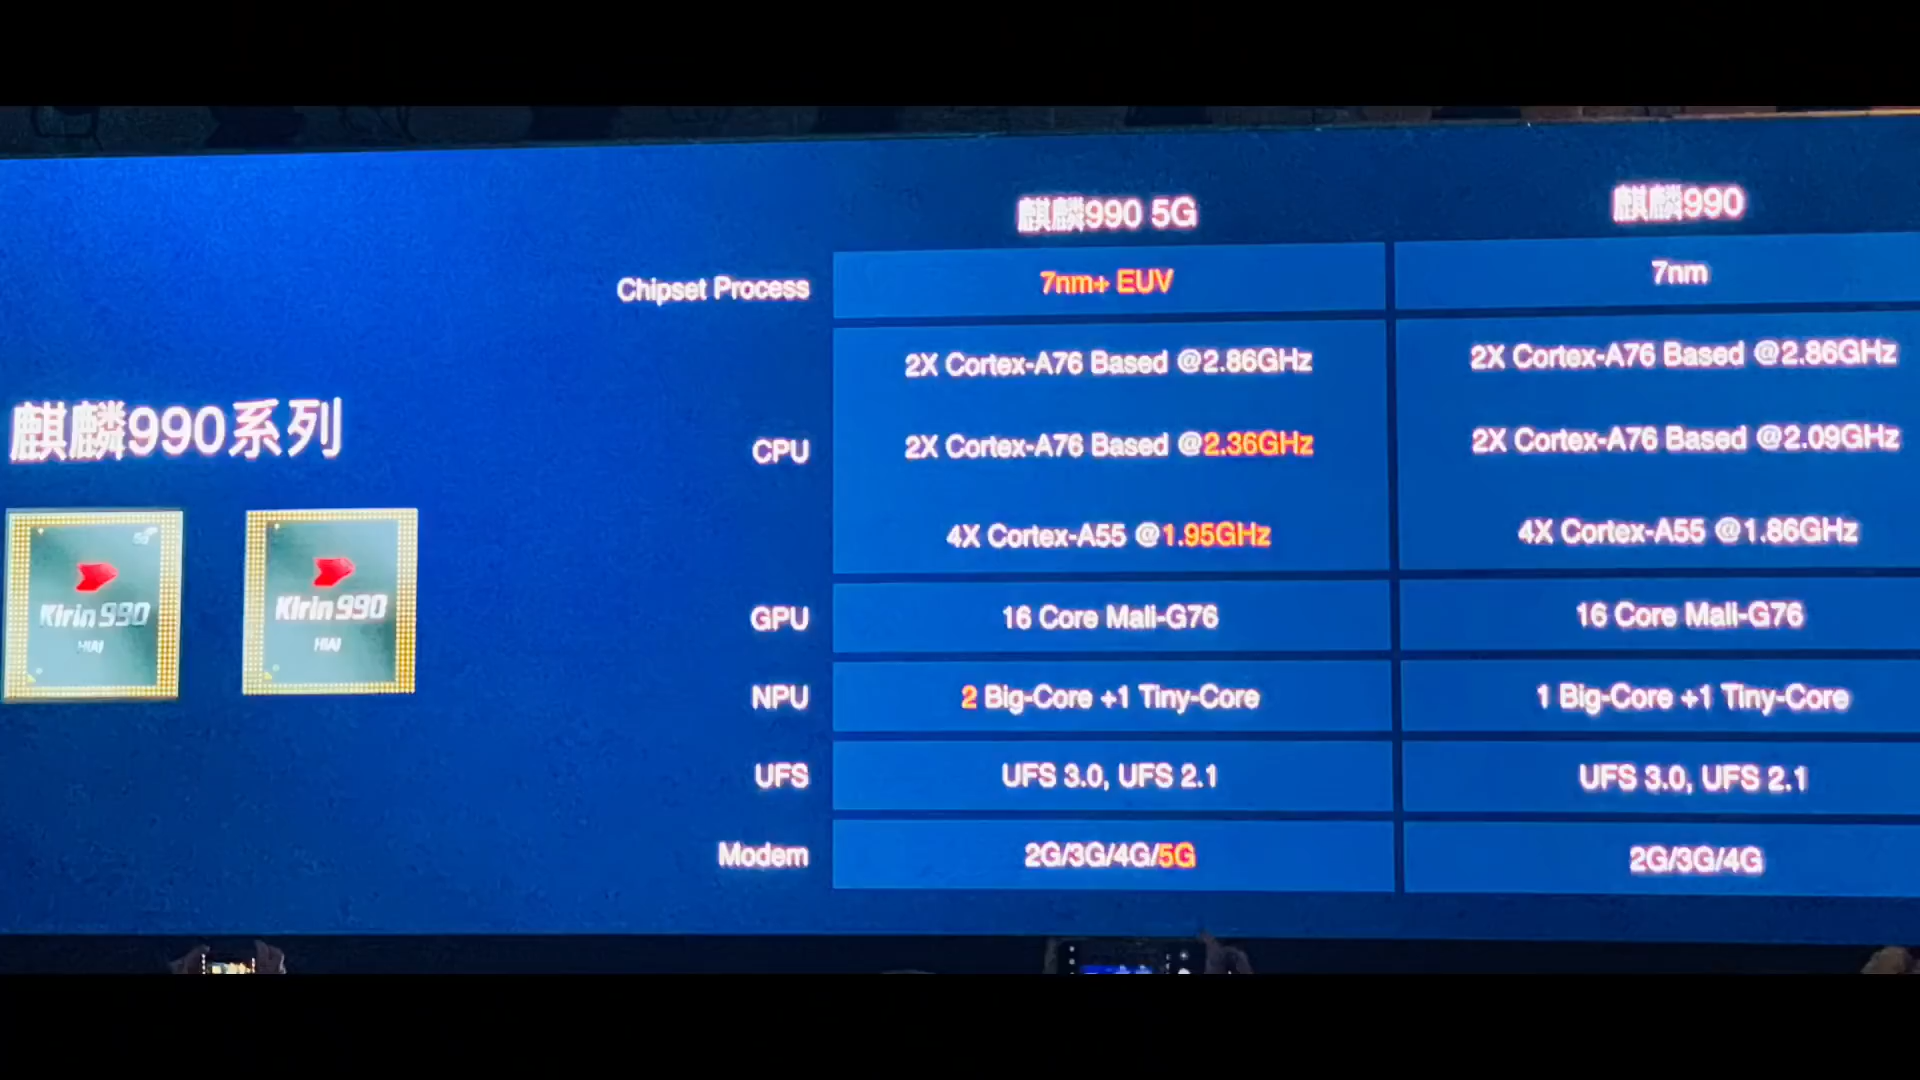 麒麟990 5G
麒麟990
Chipset Process
7nm+ EUV
7nm
2X Cortex-A76 Based @2.86GHz
2X Cortex-A76 Based @2.86GHz
麒麟990系列
CPU
2X Cortex-A76 Based @2.36GHz
2X Cortex-A76 Based @2.09GHz
4X Cortex-A55 @1.95GHz
4X Cortex-A55 @1.86GHz
5G
Kirin 990
HiAI
Kirin 990
HiAI
GPU
16 Core Mali-G76
16 Core Mali-G76
NPU
2 Big-Core +1 Tiny-Core
1 Big-Core +1 Tiny-Core
UFS
UFS 3.0, UFS 2.1
UFS 3.0, UFS 2.1
Modem
2G/3G/4G/5G
2G/3G/4G